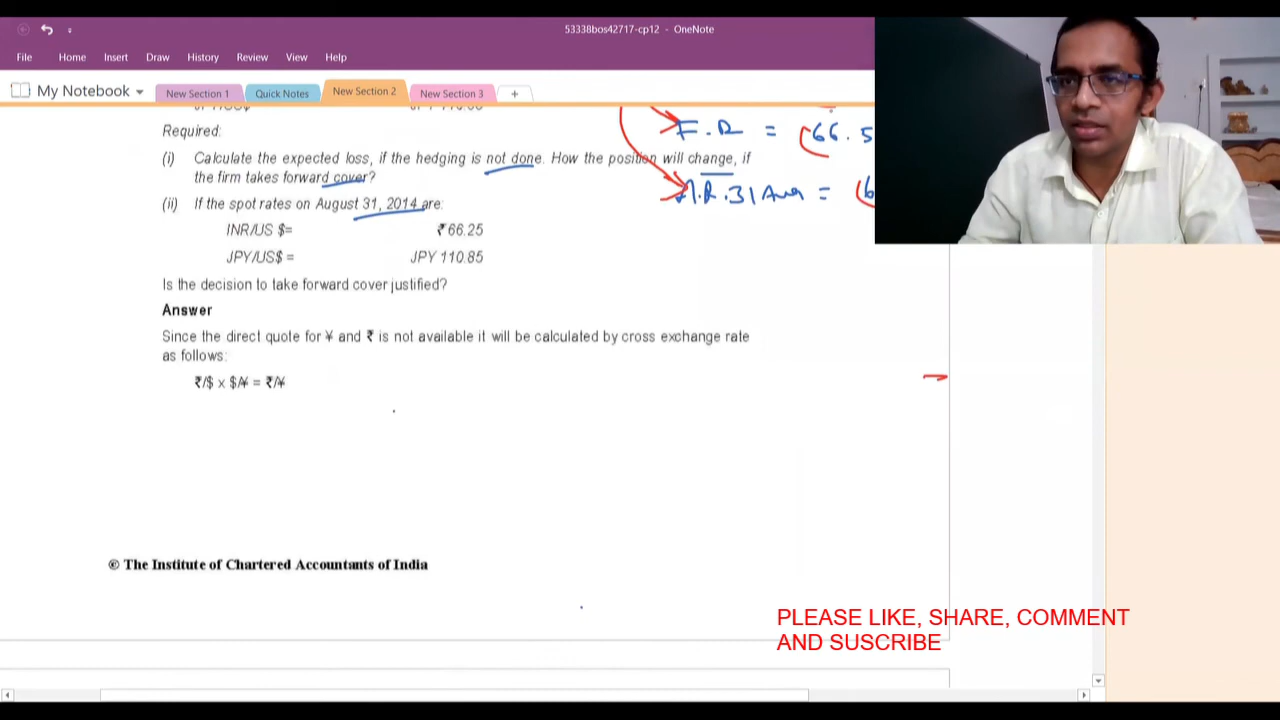 53338bos42717-cp12 - OneNote
File Home Insert Draw History Review View Help
My Notebook New Section 1 Quick Notes New Section 2 New Section 3 +
Required:
F.R = 66.5
(i) Calculate the expected loss, if the hedging is not done. How the position will change, if
the firm takes forward cover?
.R. 31 Aug = 6
(ii) If the spot rates on August 31, 2014 are:
INR/US $= ₹66.25
JPY/US$ = JPY 110.85
Is the decision to take forward cover justified?
Answer
Since the direct quote for ¥ and ₹ is not available it will be calculated by cross exchange rate
as follows:
₹/$ x $/¥ = ₹/¥
© The Institute of Chartered Accountants of India
PLEASE LIKE, SHARE, COMMENT
AND SUSCRIBE